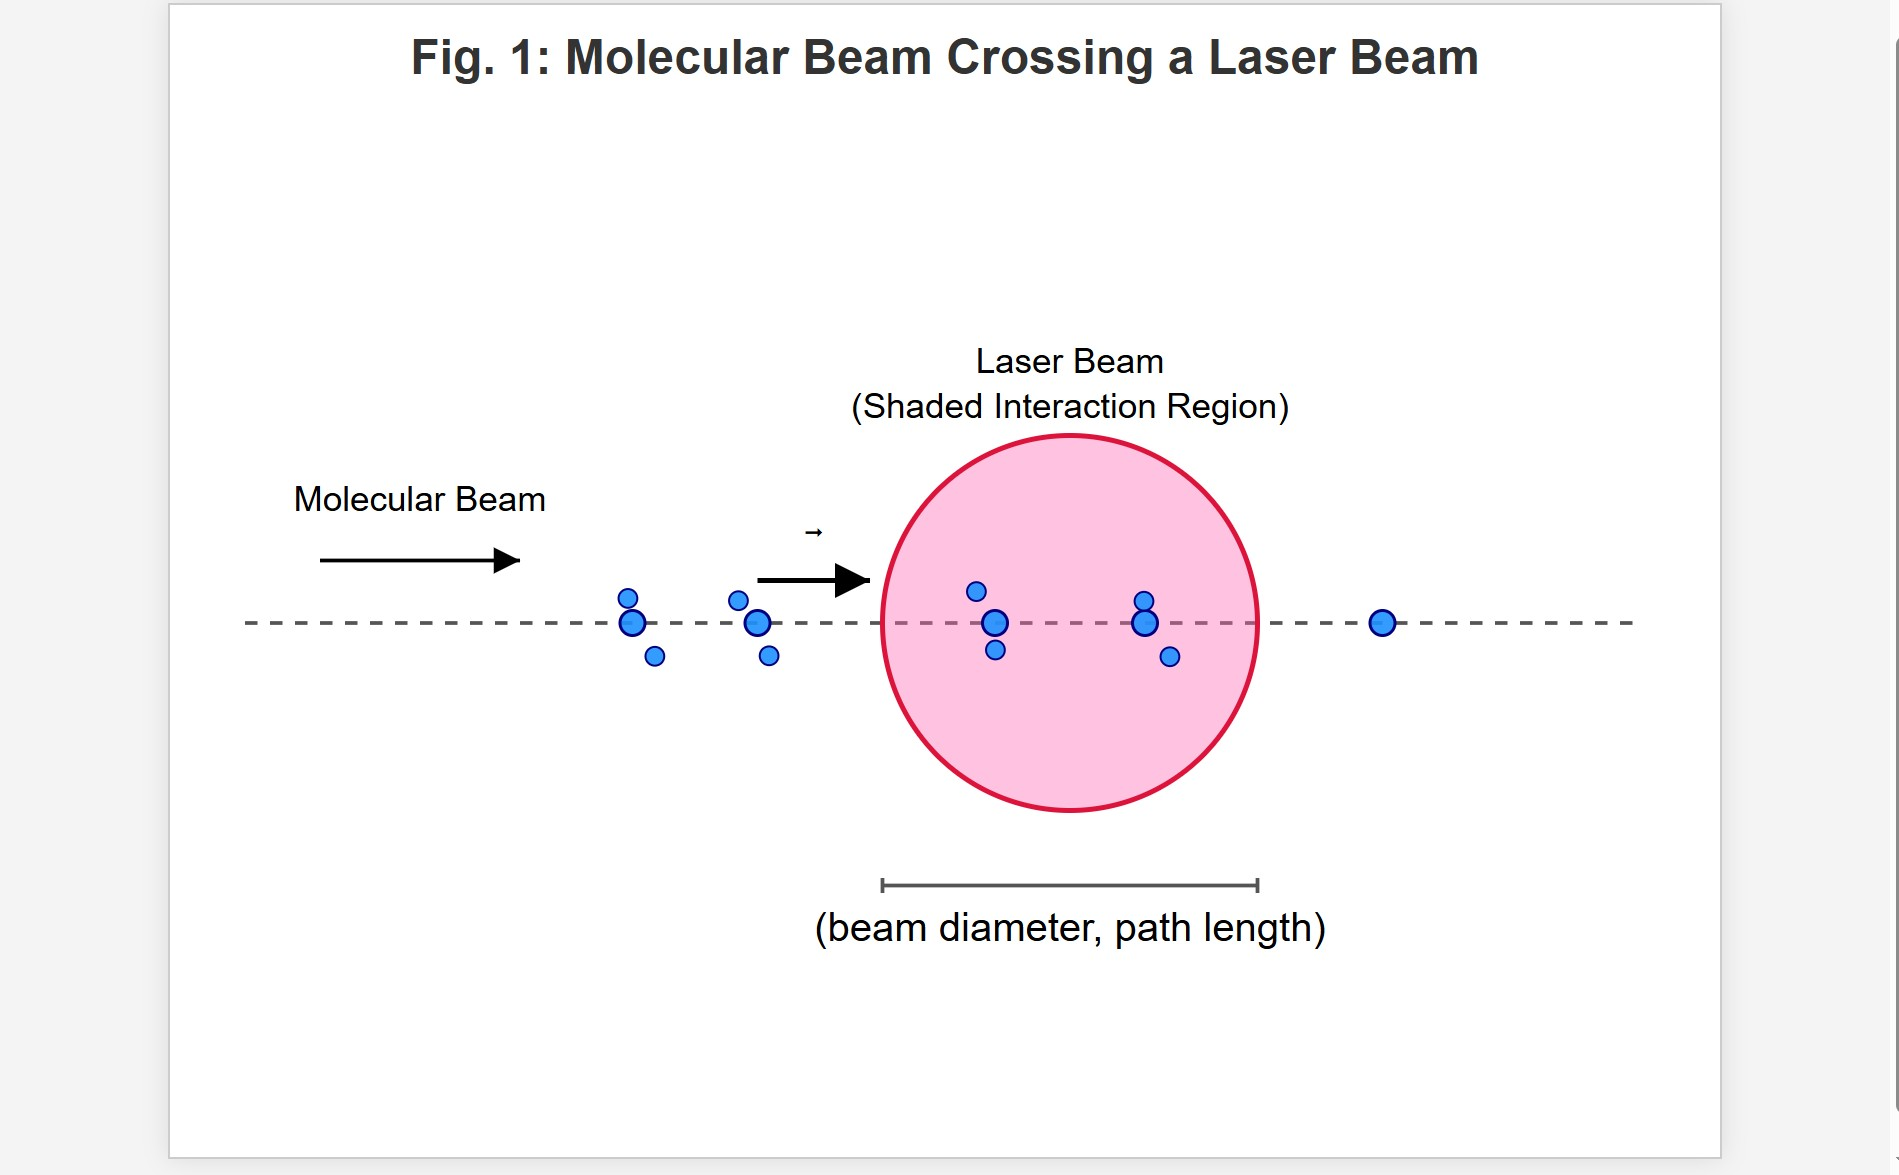 Fig. 1: Molecular Beam Crossing a Laser Beam
Laser Beam
(Shaded Interaction Region)
Molecular Beam
→
(beam diameter, path length)